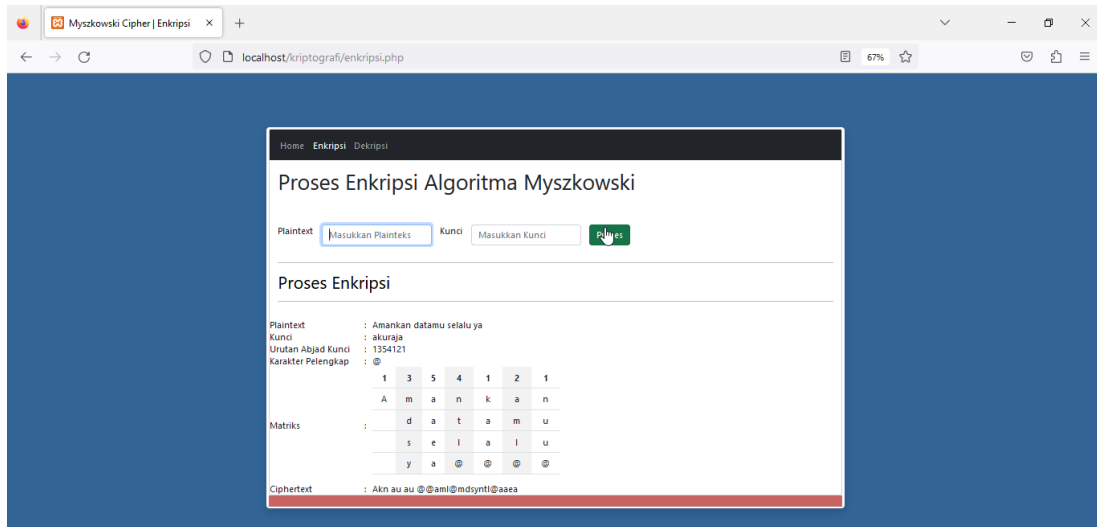 Myszkowski Cipher | Enkripsi
localhost/kriptografi/enkripsi.php 67%
Home Enkripsi Dekripsi
Proses Enkripsi Algoritma Myszkowski
Plaintext Masukkan Plainteks Kunci Masukkan Kunci
Proses Enkripsi
Plaintext : Amankan datamu selalu ya
Kunci : akuraja
Urutan Abjad Kunci : 1354121
Karakter Pelengkap : @
1 3 5 4 1 2 1
A m a n k a n
Matriks :
d a t a m u
s e l a l u
y a @ @ @ @
Ciphertext : Akn au au @@aml@mdsyntl@aaea